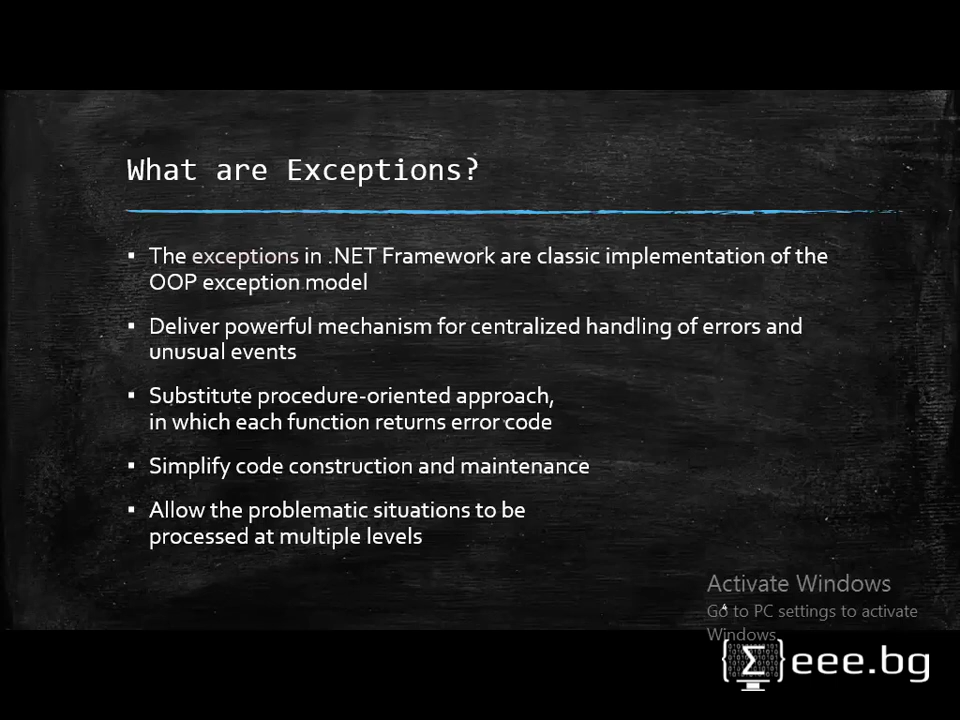 What are Exceptions?
▪ The exceptions in .NET Framework are classic implementation of the
OOP exception model
▪ Deliver powerful mechanism for centralized handling of errors and
unusual events
▪ Substitute procedure-oriented approach,
in which each function returns error code
▪ Simplify code construction and maintenance
▪ Allow the problematic situations to be
processed at multiple levels
Activate Windows
Go to PC settings to activate
Windows.
4
{Σ}eee.bg